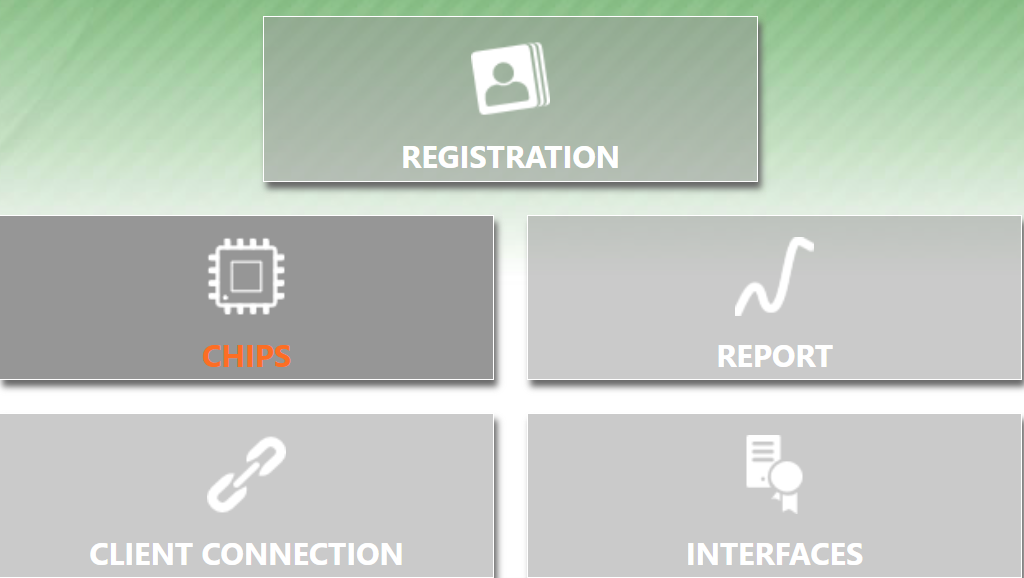 REGISTRATION
CHIPS
REPORT
CLIENT CONNECTION
INTERFACES